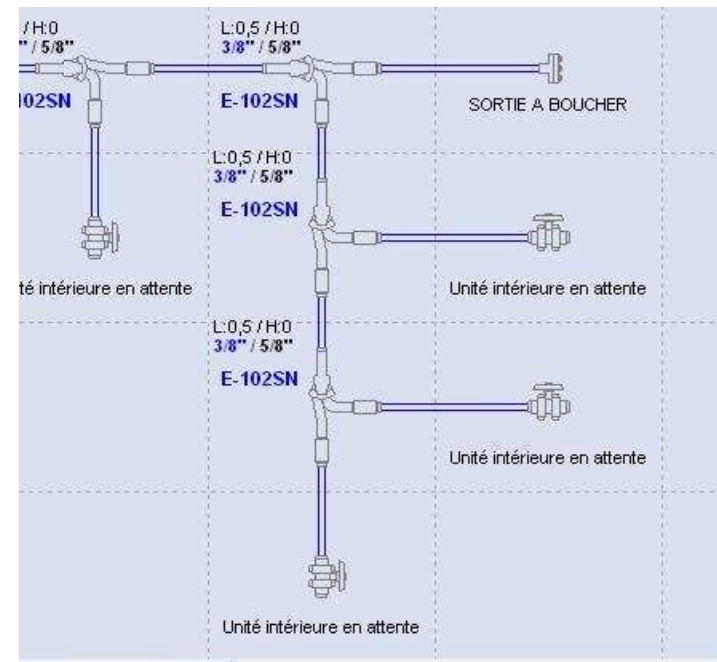 / H:0
" / 5/8"
L:0,5 / H:0
3/8" / 5/8"
102SN
E-102SN
SORTIE A BOUCHER
L:0,5 / H:0
3/8" / 5/8"
E-102SN
té intérieure en attente
Unité intérieure en attente
L:0,5 / H:0
3/8" / 5/8"
E-102SN
Unité intérieure en attente
Unité intérieure en attente